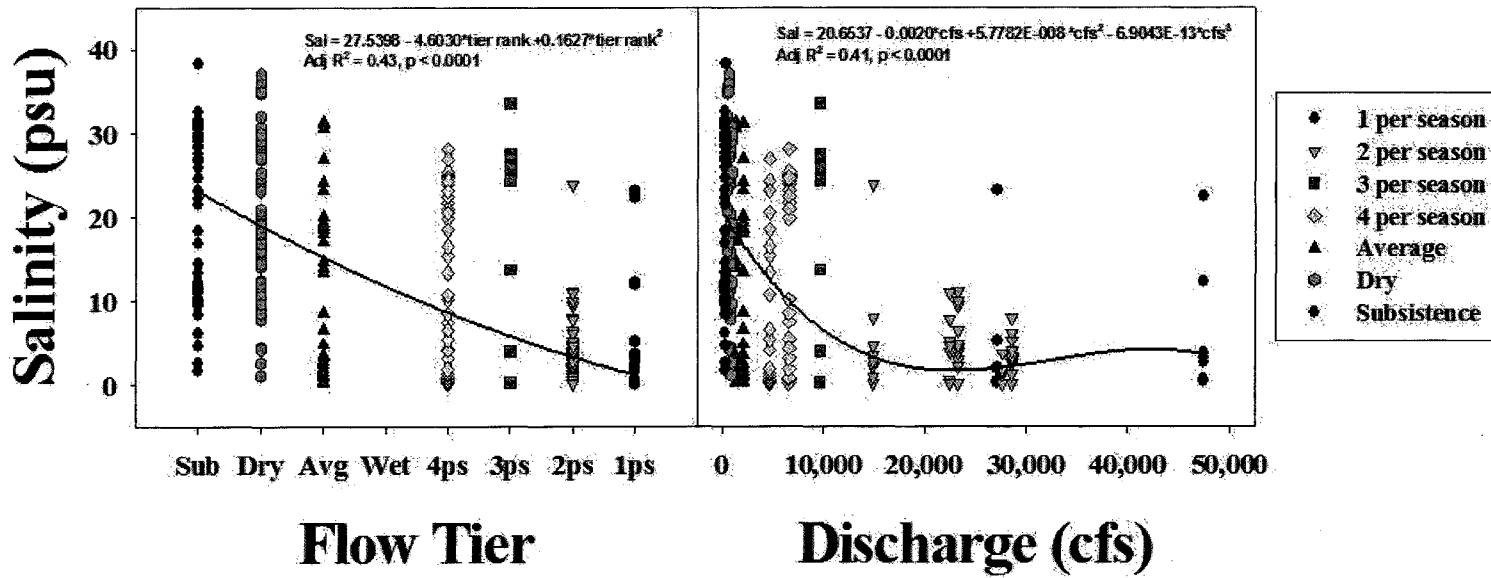 Sal = 27.5398 - 4.6030*tier rank + 0.1627*tier rank²
Adj R² = 0.43, p < 0.0001
Sal = 20.6537 - 0.0020*cfs + 5.7782E-008 *cfs² - 6.9043E-13*cfs³
Adj R² = 0.41, p < 0.0001
Salinity (psu)
40
30
20
10
0
Sub Dry Avg Wet 4ps 3ps 2ps 1ps
Flow Tier
0 10,000 20,000 30,000 40,000 50,000
Discharge (cfs)
1 per season
2 per season
3 per season
4 per season
Average
Dry
Subsistence